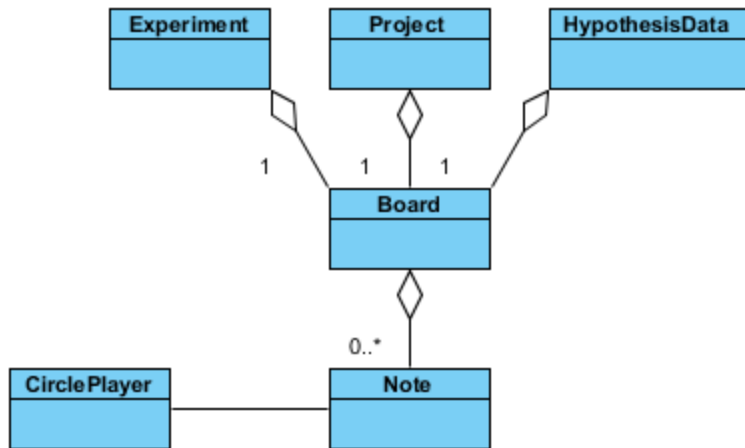 Experiment
Project
HypothesisData
1
1
1
Board
0..*
CirclePlayer
Note